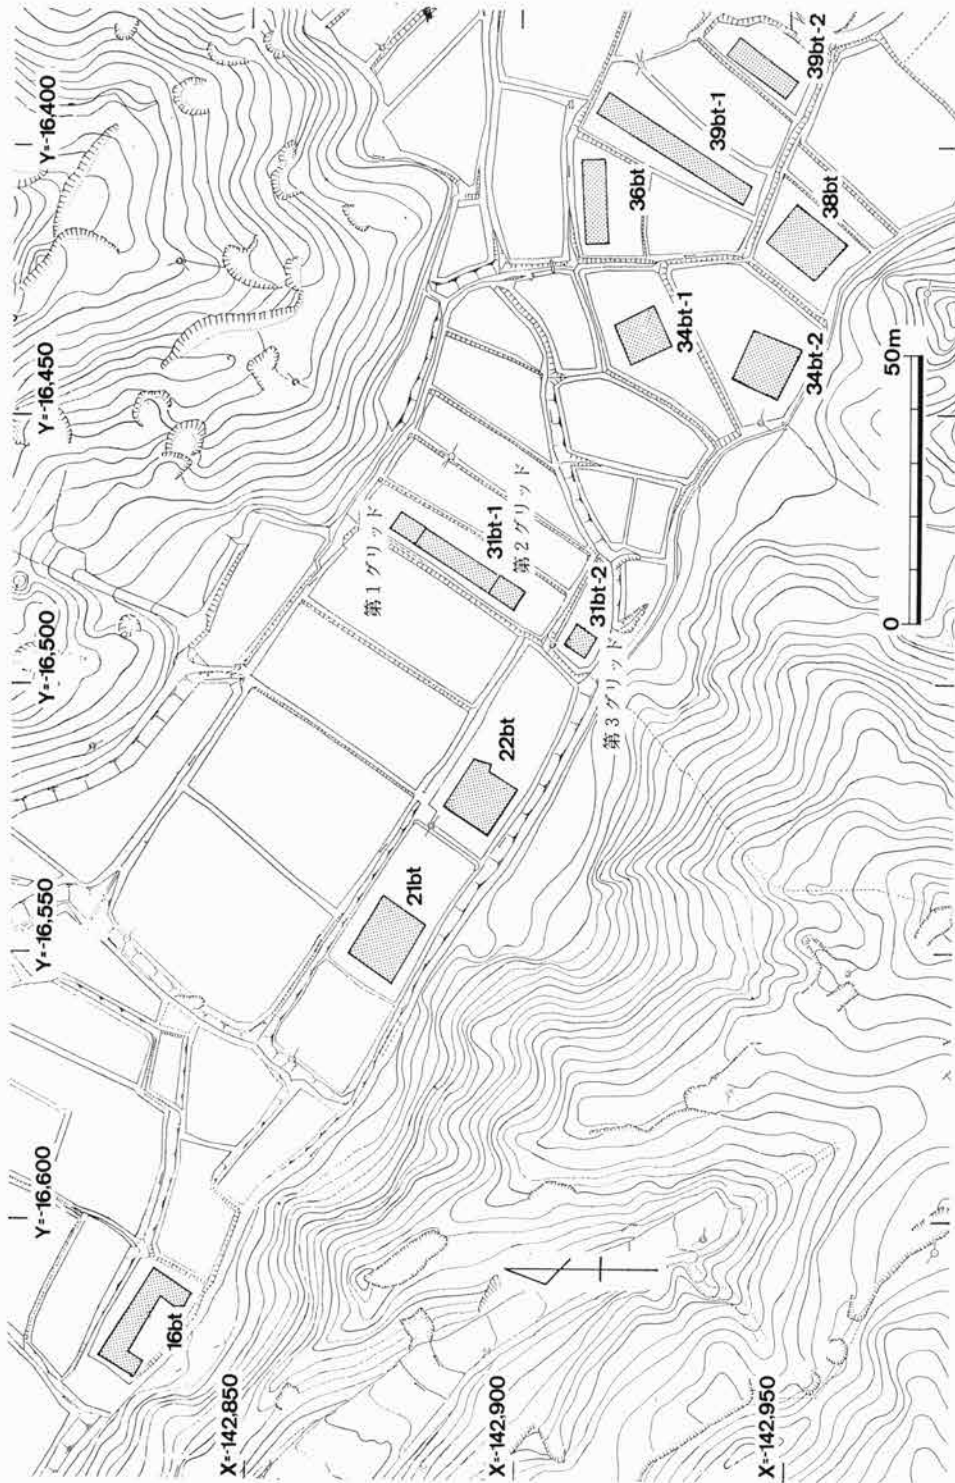 Y=-16,400
Y=-16,450
Y=-16,500
Y=-16,550
Y=-16,600
X=-142,850
X=-142,900
X=-142,950
39bt-2
39bt-1
36bt
38bt
34bt-1
34bt-2
第1グリッド
31bt-1
第2グリッド
31bt-2
第3グリッド
22bt
21bt
16bt
0
50m